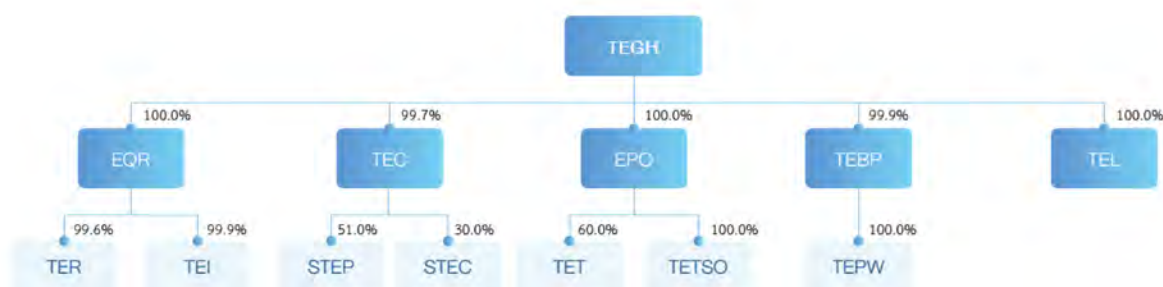 TEGH
100.0% 99.7% 100.0% 99.9% 100.0%
EQR TEC EPO TEBP TEL
99.6% 99.9% 51.0% 30.0% 60.0% 100.0% 100.0%
TER TEI STEP STEC TET TETSO TEPW